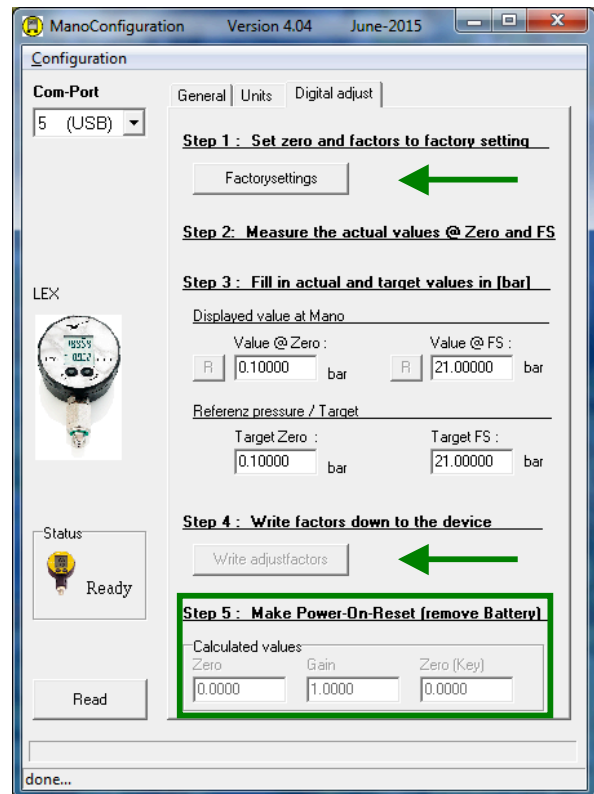 ManoConfiguration Version 4.04 June-2015
Configuration
Com-Port
5 (USB)
General Units Digital adjust
Step 1 : Set zero and factors to factory setting
Factorysettings
Step 2: Measure the actual values @ Zero and FS
Step 3 : Fill in actual and target values in [bar]
LEX
Displayed value at Mano
Value @ Zero : Value @ FS :
R 0.10000 bar R 21.00000 bar
Referenz pressure / Target
Target Zero : Target FS :
0.10000 bar 21.00000 bar
Step 4 : Write factors down to the device
Status
Write adjustfactors
Ready
Step 5 : Make Power-On-Reset (remove Battery)
Calculated values
Zero Gain Zero (Key)
0.0000 1.0000 0.0000
Read
done...